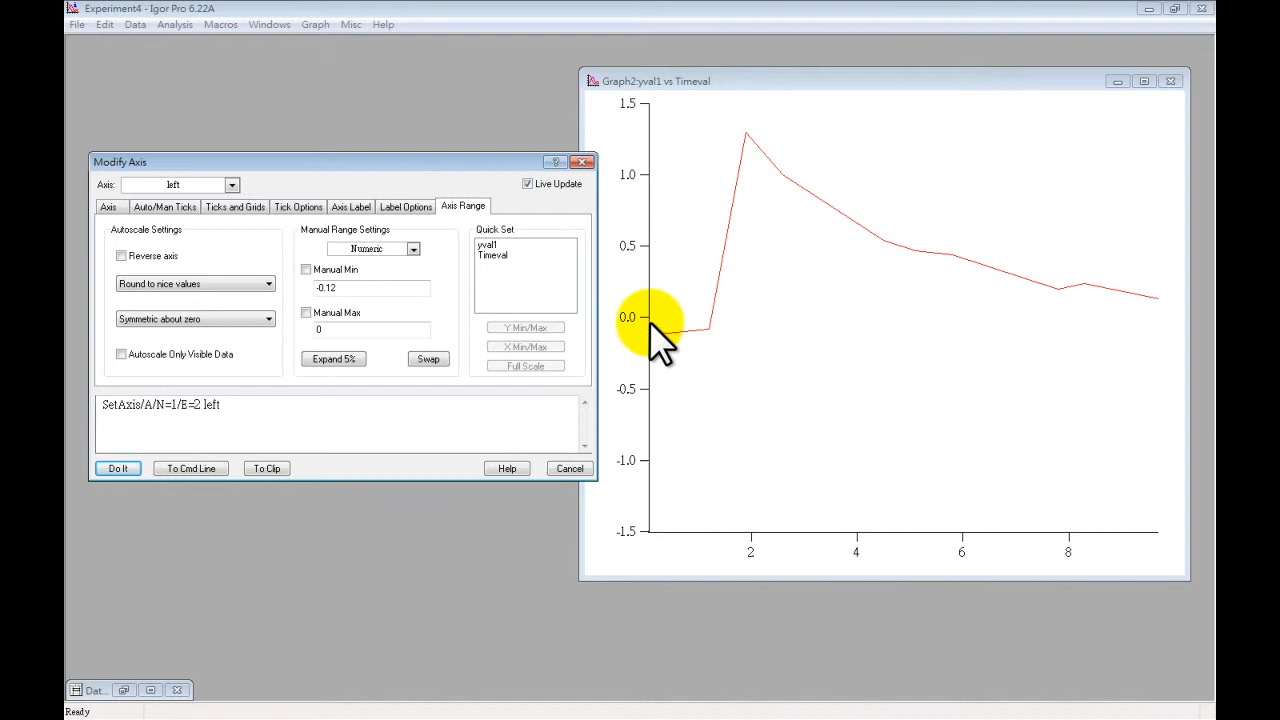 Experiment4 - Igor Pro 6.22A
File Edit Data Analysis Macros Windows Graph Misc Help
Graph2:yval1 vs Timeval
1.5
1.0
0.5
0.0
-0.5
-1.0
-1.5
2 4 6 8
Modify Axis
Axis: left Live Update
Axis Auto/Man Ticks Ticks and Grids Tick Options Axis Label Label Options Axis Range
Autoscale Settings
Reverse axis
Round to nice values
Symmetric about zero
Autoscale Only Visible Data
Manual Range Settings
Numeric
Manual Min
-0.12
Manual Max
0
Expand 5% Swap
Quick Set
yval1
Timeval
Y Min/Max
X Min/Max
Full Scale
SetAxis/A/N=1/E=2 left
Do It To Cmd Line To Clip Help Cancel
Dat...
Ready